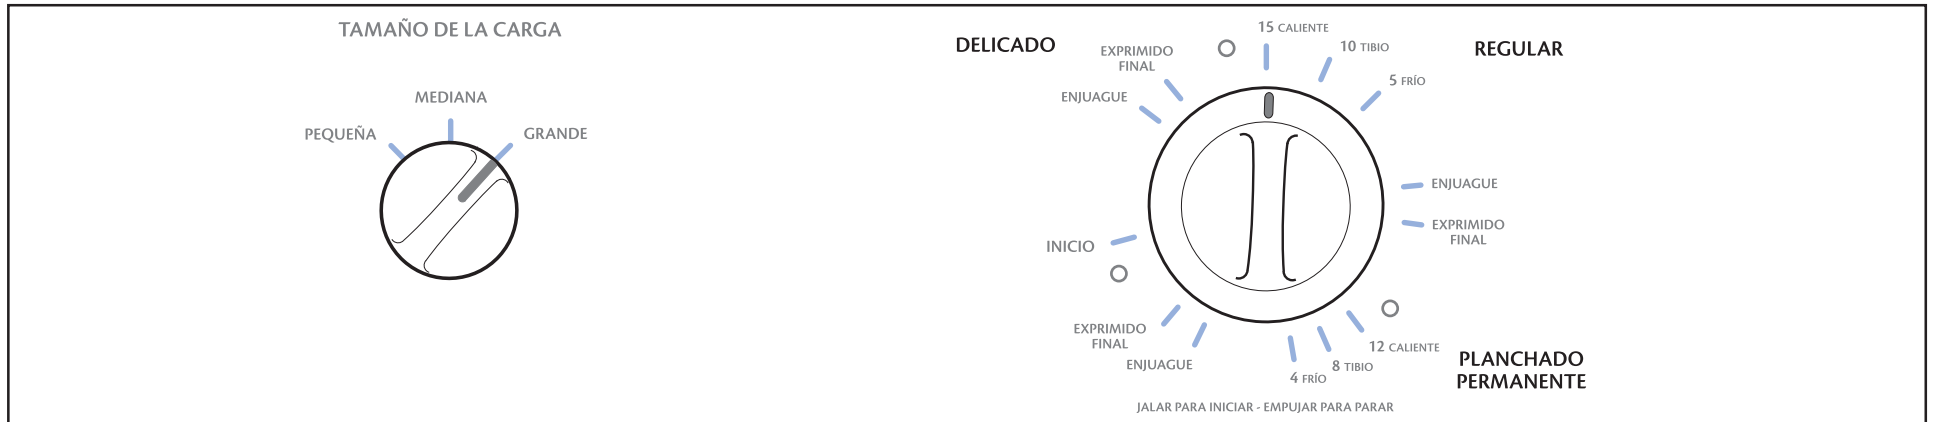 TAMAÑO DE LA CARGA
MEDIANA
PEQUEÑA
GRANDE
DELICADO
EXPRIMIDO
FINAL
ENJUAGUE
15 CALIENTE
10 TIBIO
5 FRÍO
REGULAR
ENJUAGUE
EXPRIMIDO
FINAL
INICIO
EXPRIMIDO
FINAL
ENJUAGUE
12 CALIENTE
8 TIBIO
4 FRÍO
PLANCHADO
PERMANENTE
JALAR PARA INICIAR - EMPUJAR PARA PARAR